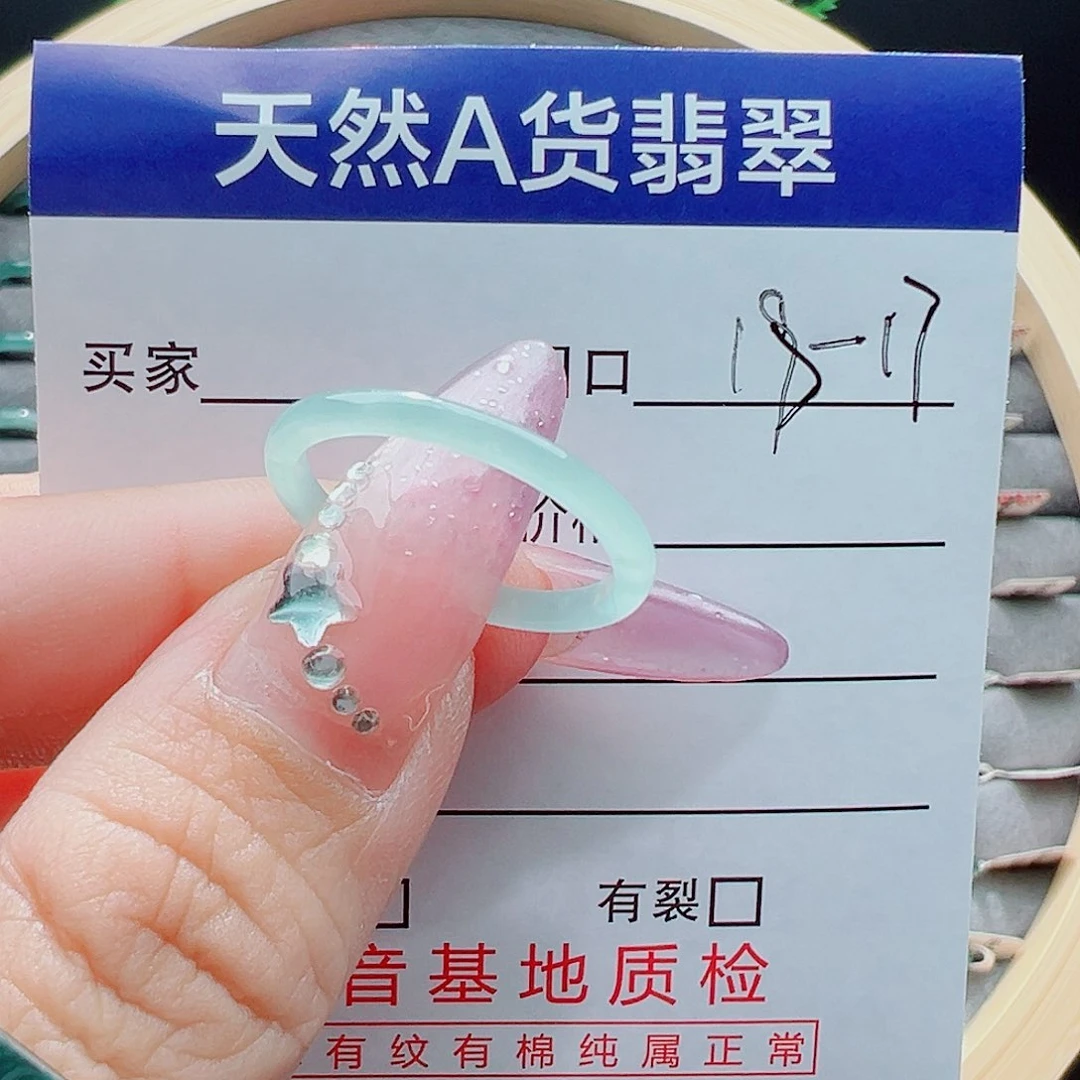 天然A货翡翠
买家 口 18-17
有裂
音基地质检
有纹有棉纯属正常